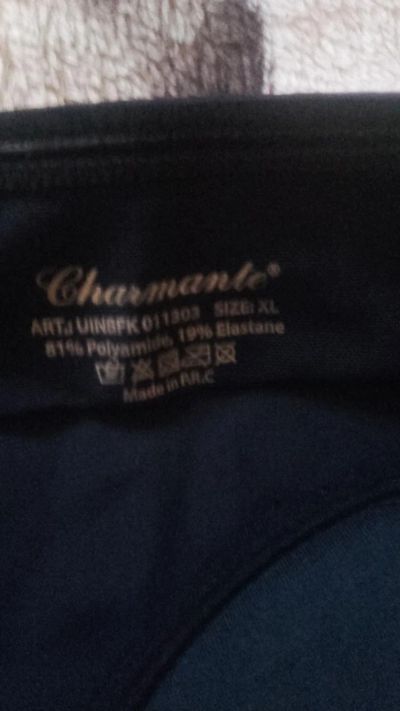 Charmante®
ART.: UINBFK 011303 SIZE: XL
81% Polyamide, 19% Elastane
Made in P.R.C